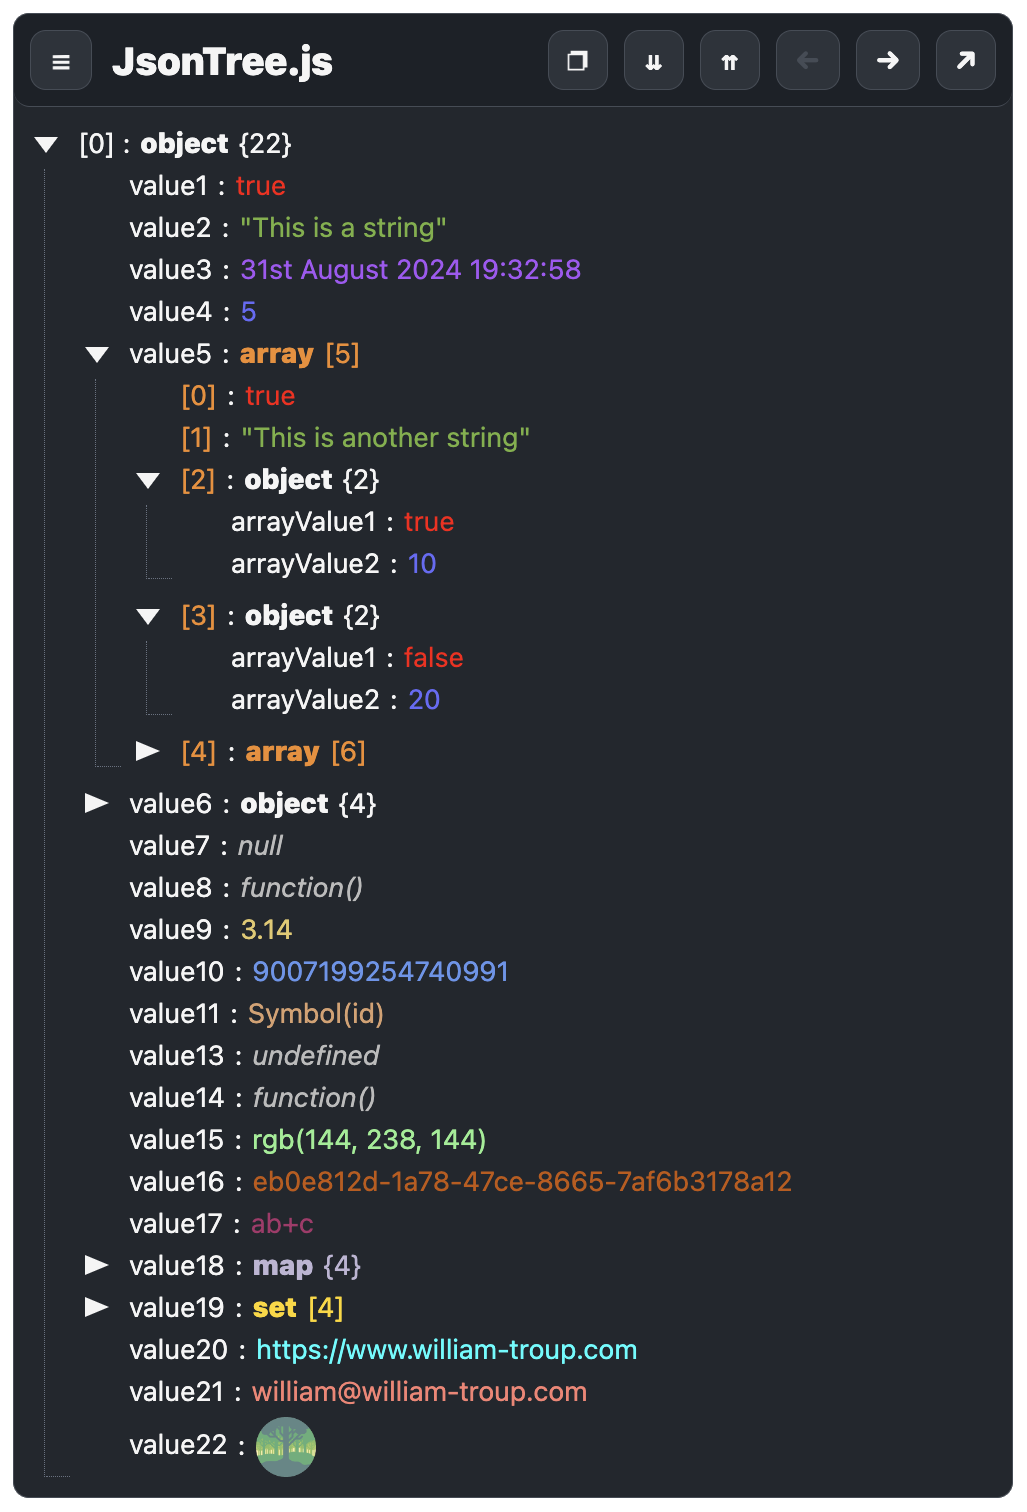 JsonTree.js
[0] : object {22}
value1 : true
value2 : "This is a string"
value3 : 31st August 2024 19:32:58
value4 : 5
value5 : array [5]
[0] : true
[1] : "This is another string"
[2] : object {2}
arrayValue1 : true
arrayValue2 : 10
[3] : object {2}
arrayValue1 : false
arrayValue2 : 20
[4] : array [6]
value6 : object {4}
value7 : null
value8 : function()
value9 : 3.14
value10 : 9007199254740991
value11 : Symbol(id)
value13 : undefined
value14 : function()
value15 : rgb(144, 238, 144)
value16 : eb0e812d-1a78-47ce-8665-7af6b3178a12
value17 : ab+c
value18 : map {4}
value19 : set [4]
value20 : https://www.william-troup.com
value21 : william@william-troup.com
value22 :